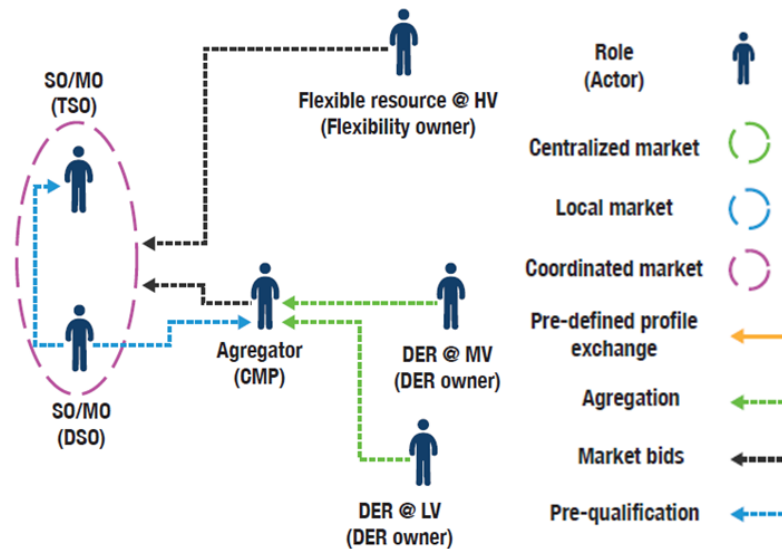 SO/MO
(TSO)
Flexible resource @ HV
(Flexibility owner)
Agregator
(CMP)
DER @ MV
(DER owner)
SO/MO
(DSO)
DER @ LV
(DER owner)
Role
(Actor)
Centralized market
Local market
Coordinated market
Pre-defined profile
exchange
Agregation
Market bids
Pre-qualification